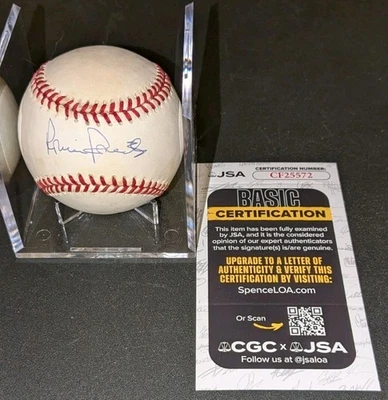 JSA
CERTIFICATION NUMBER:
CF25572
BASIC
CERTIFICATION
This item has been fully examined
by JSA, and it is the considered
opinion of our expert authenticators
that the signature(s) is/are genuine.
UPGRADE TO A LETTER OF
AUTHENTICITY & VERIFY THIS
CERTIFICATION BY VISITING:
SpenceLOA.com
Or Scan
CGC x JSA
Follow us at @jsaloa